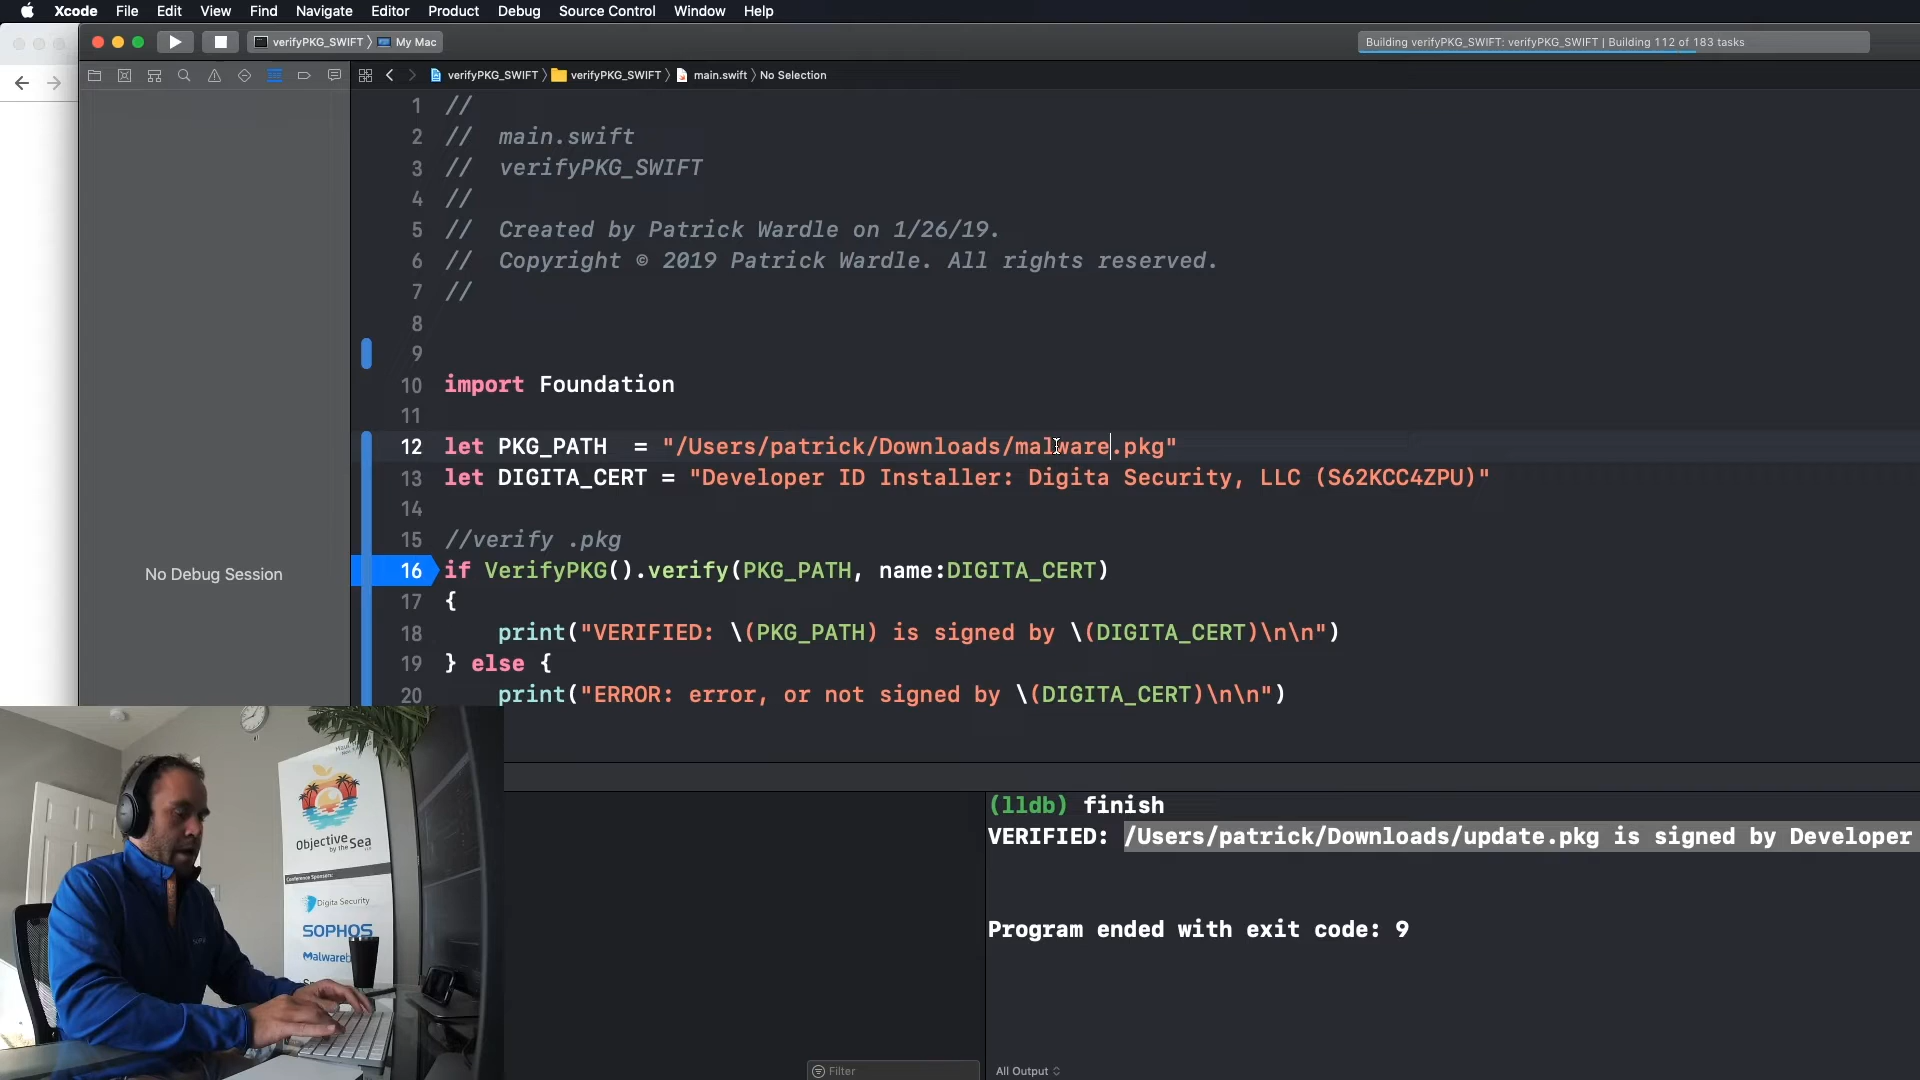 Xcode File Edit View Find Navigate Editor Product Debug Source Control Window Help
verifyPKG_SWIFT 〉 My Mac
Building verifyPKG_SWIFT: verifyPKG_SWIFT | Building 112 of 183 tasks
verifyPKG_SWIFT 〉 verifyPKG_SWIFT 〉 main.swift 〉 No Selection
1 //
2 //  main.swift
3 //  verifyPKG_SWIFT
4 //
5 //  Created by Patrick Wardle on 1/26/19.
6 //  Copyright © 2019 Patrick Wardle. All rights reserved.
7 //
8
9
10 import Foundation
11
12 let PKG_PATH  = "/Users/patrick/Downloads/malware.pkg"
13 let DIGITA_CERT = "Developer ID Installer: Digita Security, LLC (S62KCC4ZPU)"
14
15 //verify .pkg
16 if VerifyPKG().verify(PKG_PATH, name:DIGITA_CERT)
17 {
18     print("VERIFIED: \(PKG_PATH) is signed by \(DIGITA_CERT)\n\n")
19 } else {
20     print("ERROR: error, or not signed by \(DIGITA_CERT)\n\n")
No Debug Session
Objective
by the Sea
Conference Sponsors:
Digita Security
SOPHOS
Malwareb
(lldb) finish
VERIFIED: /Users/patrick/Downloads/update.pkg is signed by Developer
Program ended with exit code: 9
Filter
All Output